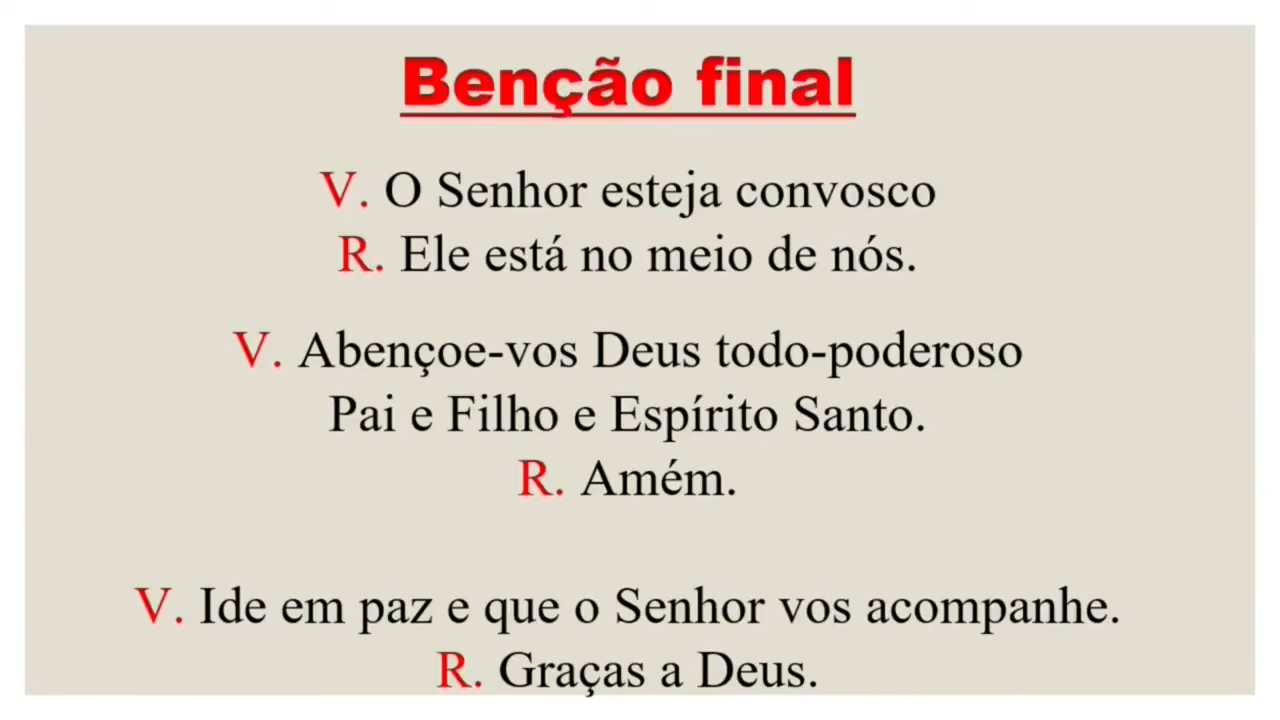 Benção final
V. O Senhor esteja convosco
R. Ele está no meio de nós.
V. Abençoe-vos Deus todo-poderoso
Pai e Filho e Espírito Santo.
R. Amém.
V. Ide em paz e que o Senhor vos acompanhe.
R. Graças a Deus.